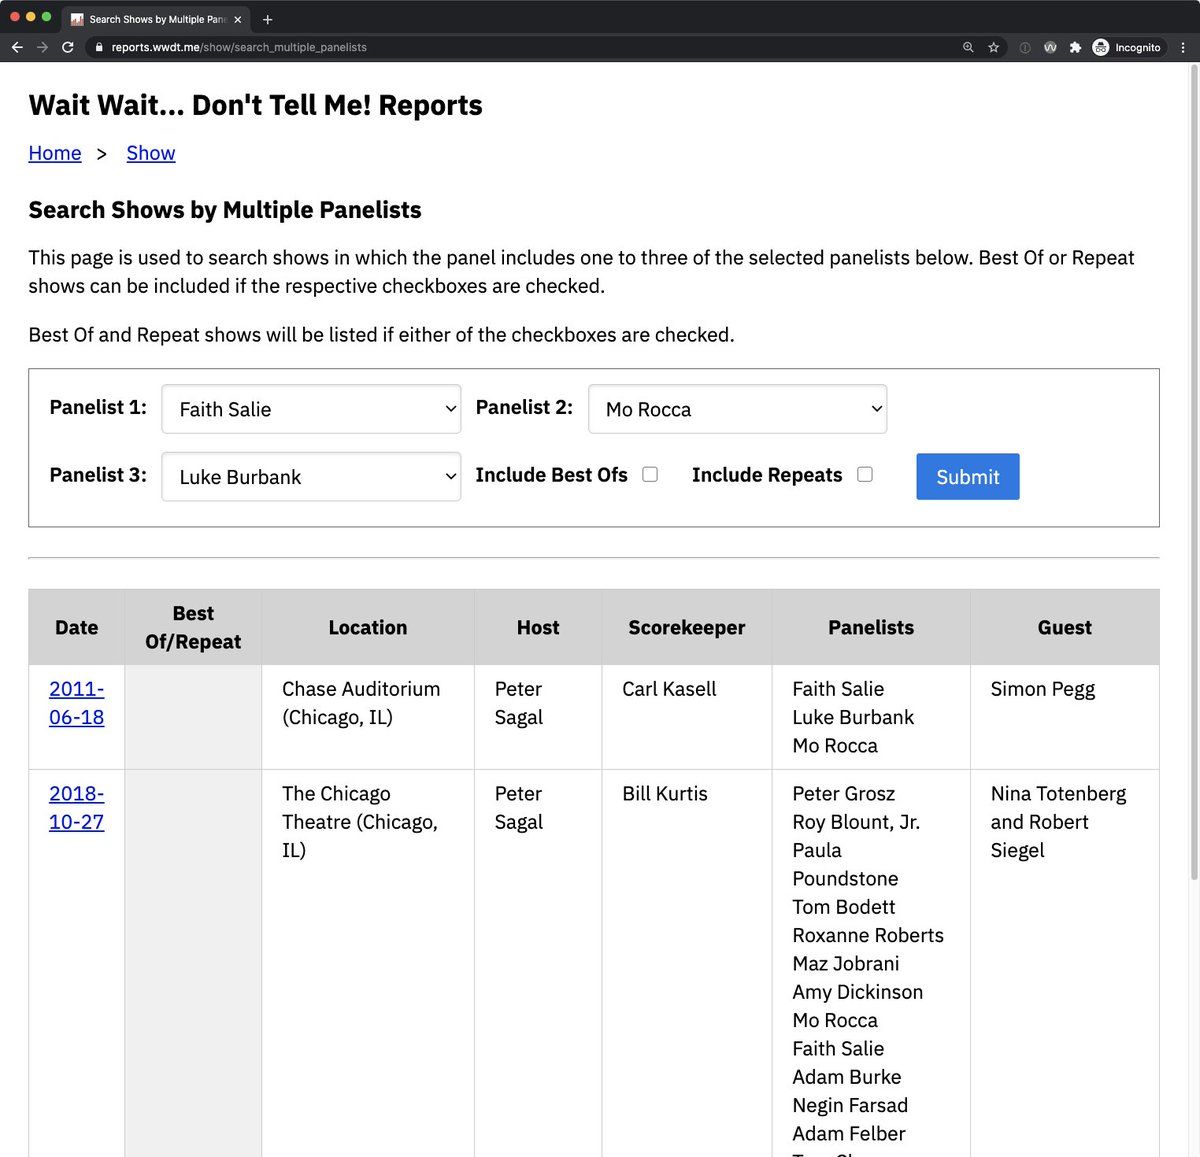 Search Shows by Multiple Pane
reports.wwdt.me/show/search_multiple_panelists
Incognito
Wait Wait... Don't Tell Me! Reports
Home > Show
Search Shows by Multiple Panelists
This page is used to search shows in which the panel includes one to three of the selected panelists below. Best Of or Repeat
shows can be included if the respective checkboxes are checked.
Best Of and Repeat shows will be listed if either of the checkboxes are checked.
Panelist 1: Faith Salie Panelist 2: Mo Rocca
Panelist 3: Luke Burbank Include Best Ofs Include Repeats Submit
Date Best Of/Repeat Location Host Scorekeeper Panelists Guest
2011-
06-18
Chase Auditorium
(Chicago, IL)
Peter
Sagal
Carl Kasell
Faith Salie
Luke Burbank
Mo Rocca
Simon Pegg
2018-
10-27
The Chicago
Theatre (Chicago,
IL)
Peter
Sagal
Bill Kurtis
Peter Grosz
Roy Blount, Jr.
Paula
Poundstone
Tom Bodett
Roxanne Roberts
Maz Jobrani
Amy Dickinson
Mo Rocca
Faith Salie
Adam Burke
Negin Farsad
Adam Felber
Nina Totenberg
and Robert
Siegel